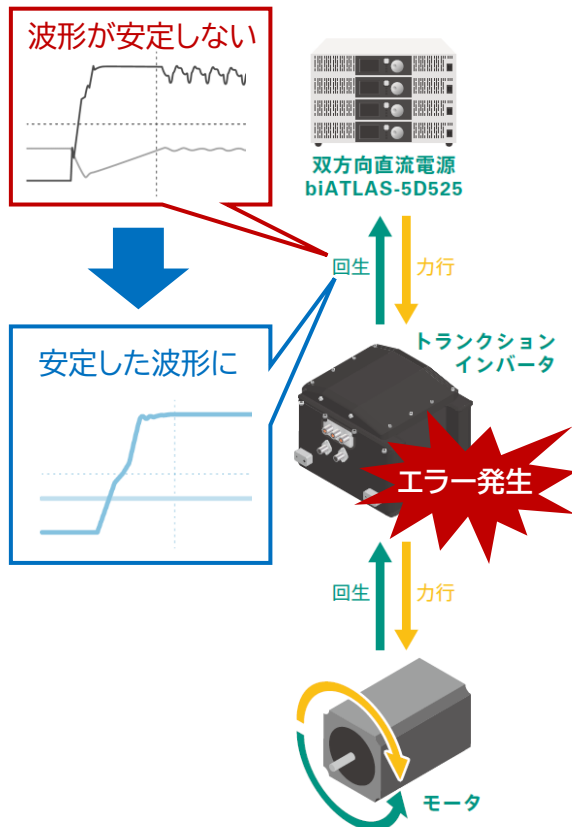 波形が安定しない
双方向直流電源
biATLAS-5D525
回生
力行
安定した波形に
トランクション
インバータ
エラー発生
回生
力行
モータ